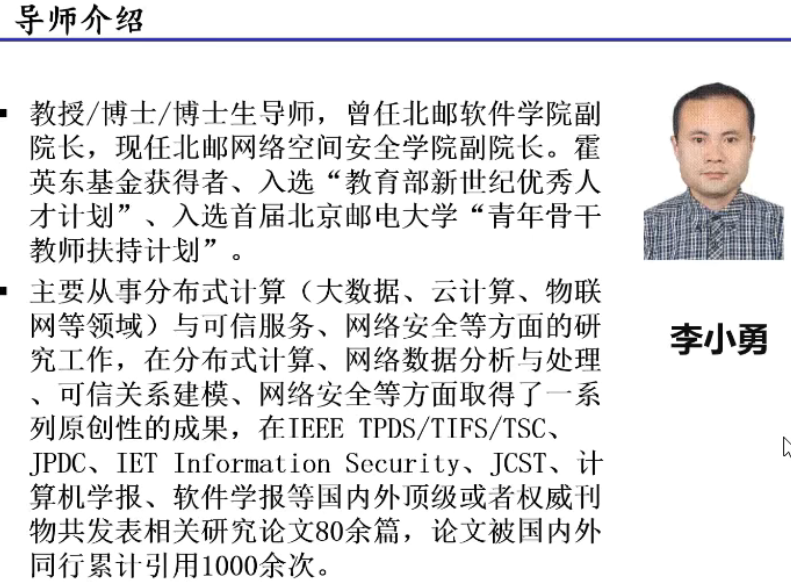 导师介绍
教授/博士/博士生导师，曾任北邮软件学院副
院长，现任北邮网络空间安全学院副院长。霍
英东基金获得者、入选“教育部新世纪优秀人
才计划”、入选首届北京邮电大学“青年骨干
教师扶持计划”。
主要从事分布式计算（大数据、云计算、物联
网等领域）与可信服务、网络安全等方面的研
究工作，在分布式计算、网络数据分析与处理
、可信关系建模、网络安全等方面取得了一系
列原创性的成果，在IEEE TPDS/TIFS/TSC、
JPDC、IET Information Security、JCST、计
算机学报、软件学报等国内外顶级或者权威刊
物共发表相关研究论文80余篇，论文被国内外
同行累计引用1000余次。
李小勇